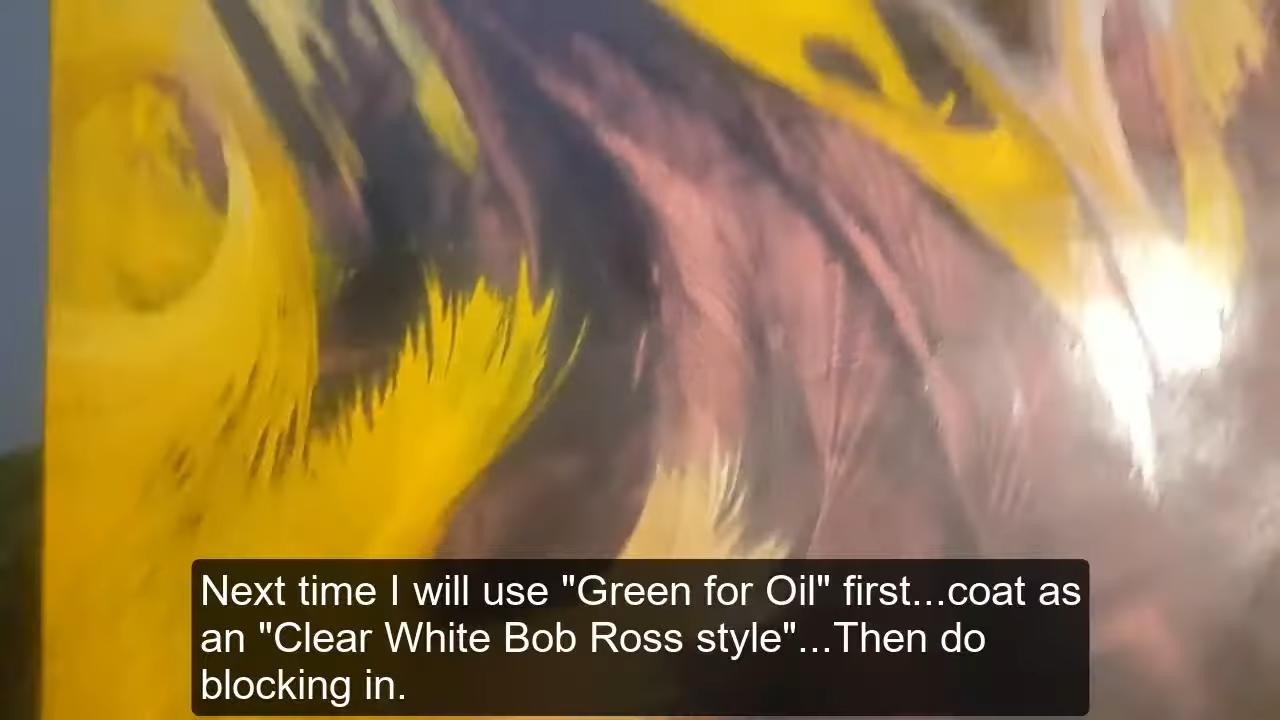 Next time I will use "Green for Oil" first...coat as
an "Clear White Bob Ross style"...Then do
blocking in.